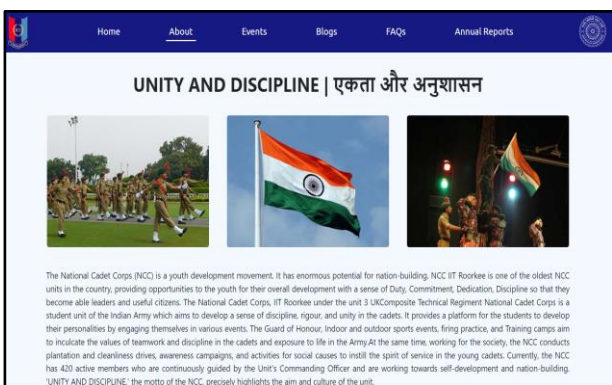 Home About Events Blogs FAQs Annual Reports
UNITY AND DISCIPLINE | एकता और अनुशासन
The National Cadet Corps (NCC) is a youth development movement. It has enormous potential for nation-building. NCC IIT Roorkee is one of the oldest NCC
units in the country, providing opportunities to the youth for their overall development with a sense of Duty, Commitment, Dedication, Discipline so that they
become able leaders and useful citizens. The National Cadet Corps, IIT Roorkee under the unit 3 UKComposite Technical Regiment National Cadet Corps is a
student unit of the Indian Army which aims to develop a sense of discipline, rigour, and unity in the cadets. It provides a platform for the students to develop
their personalities by engaging themselves in various events. The Guard of Honour, Indoor and outdoor sports events, firing practice, and Training camps aim
to inculcate the values of teamwork and discipline in the cadets and exposure to life in the Army.At the same time, working for the society, the NCC conducts
plantation and cleanliness drives, awareness campaigns, and activities for social causes to instill the spirit of service in the young cadets. Currently, the NCC
has 420 active members who are continuously guided by the Unit's Commanding Officer and are working towards self-development and nation-building.
'UNITY AND DISCIPLINE,' the motto of the NCC, precisely highlights the aim and culture of the unit.